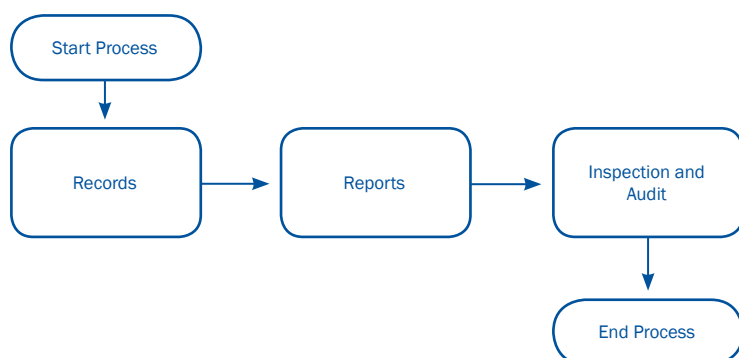 Start Process
Records
Reports
Inspection and
Audit
End Process